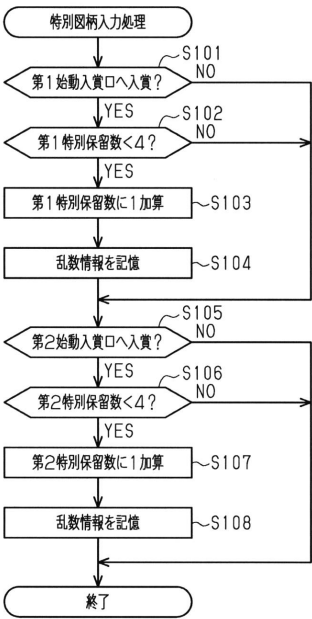 特別図柄入力処理
S101
第1始動入賞口へ入賞?
NO
YES
S102
第1特別保留数<4?
NO
YES
第1特別保留数に1加算
S103
乱数情報を記憶
S104
S105
第2始動入賞口へ入賞?
NO
YES
S106
第2特別保留数<4?
NO
YES
第2特別保留数に1加算
S107
乱数情報を記憶
S108
終了